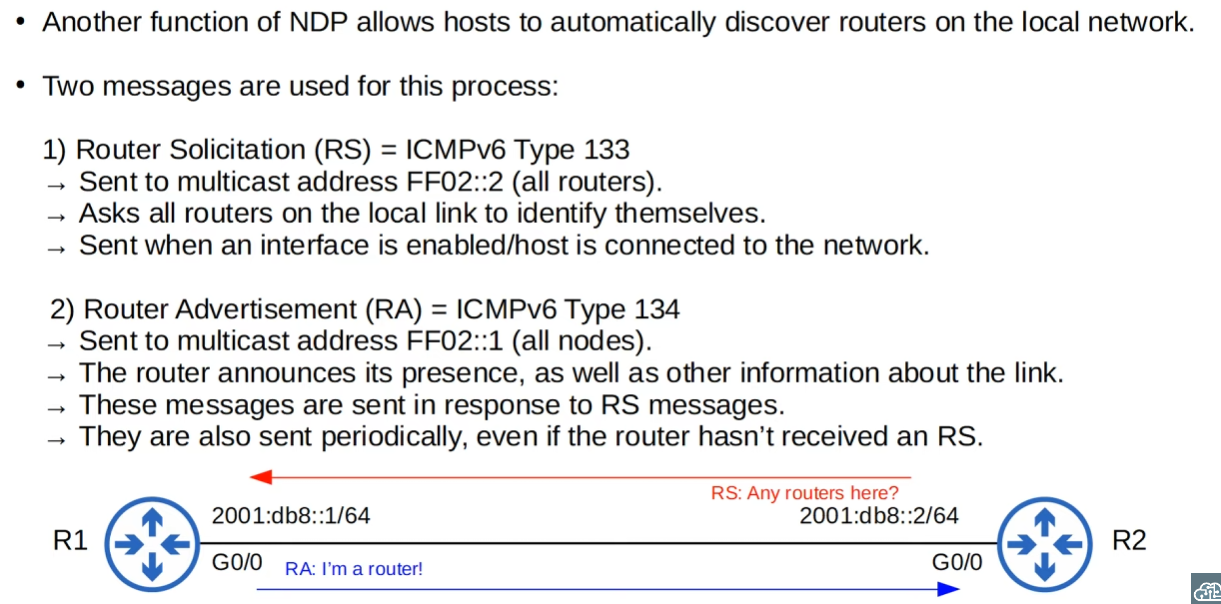 • Another function of NDP allows hosts to automatically discover routers on the local network.
• Two messages are used for this process:
1) Router Solicitation (RS) = ICMPv6 Type 133
→ Sent to multicast address FF02::2 (all routers).
→ Asks all routers on the local link to identify themselves.
→ Sent when an interface is enabled/host is connected to the network.
2) Router Advertisement (RA) = ICMPv6 Type 134
→ Sent to multicast address FF02::1 (all nodes).
→ The router announces its presence, as well as other information about the link.
→ These messages are sent in response to RS messages.
→ They are also sent periodically, even if the router hasn’t received an RS.
RS: Any routers here?
2001:db8::1/64 2001:db8::2/64
R1 R2
G0/0 G0/0
RA: I’m a router!